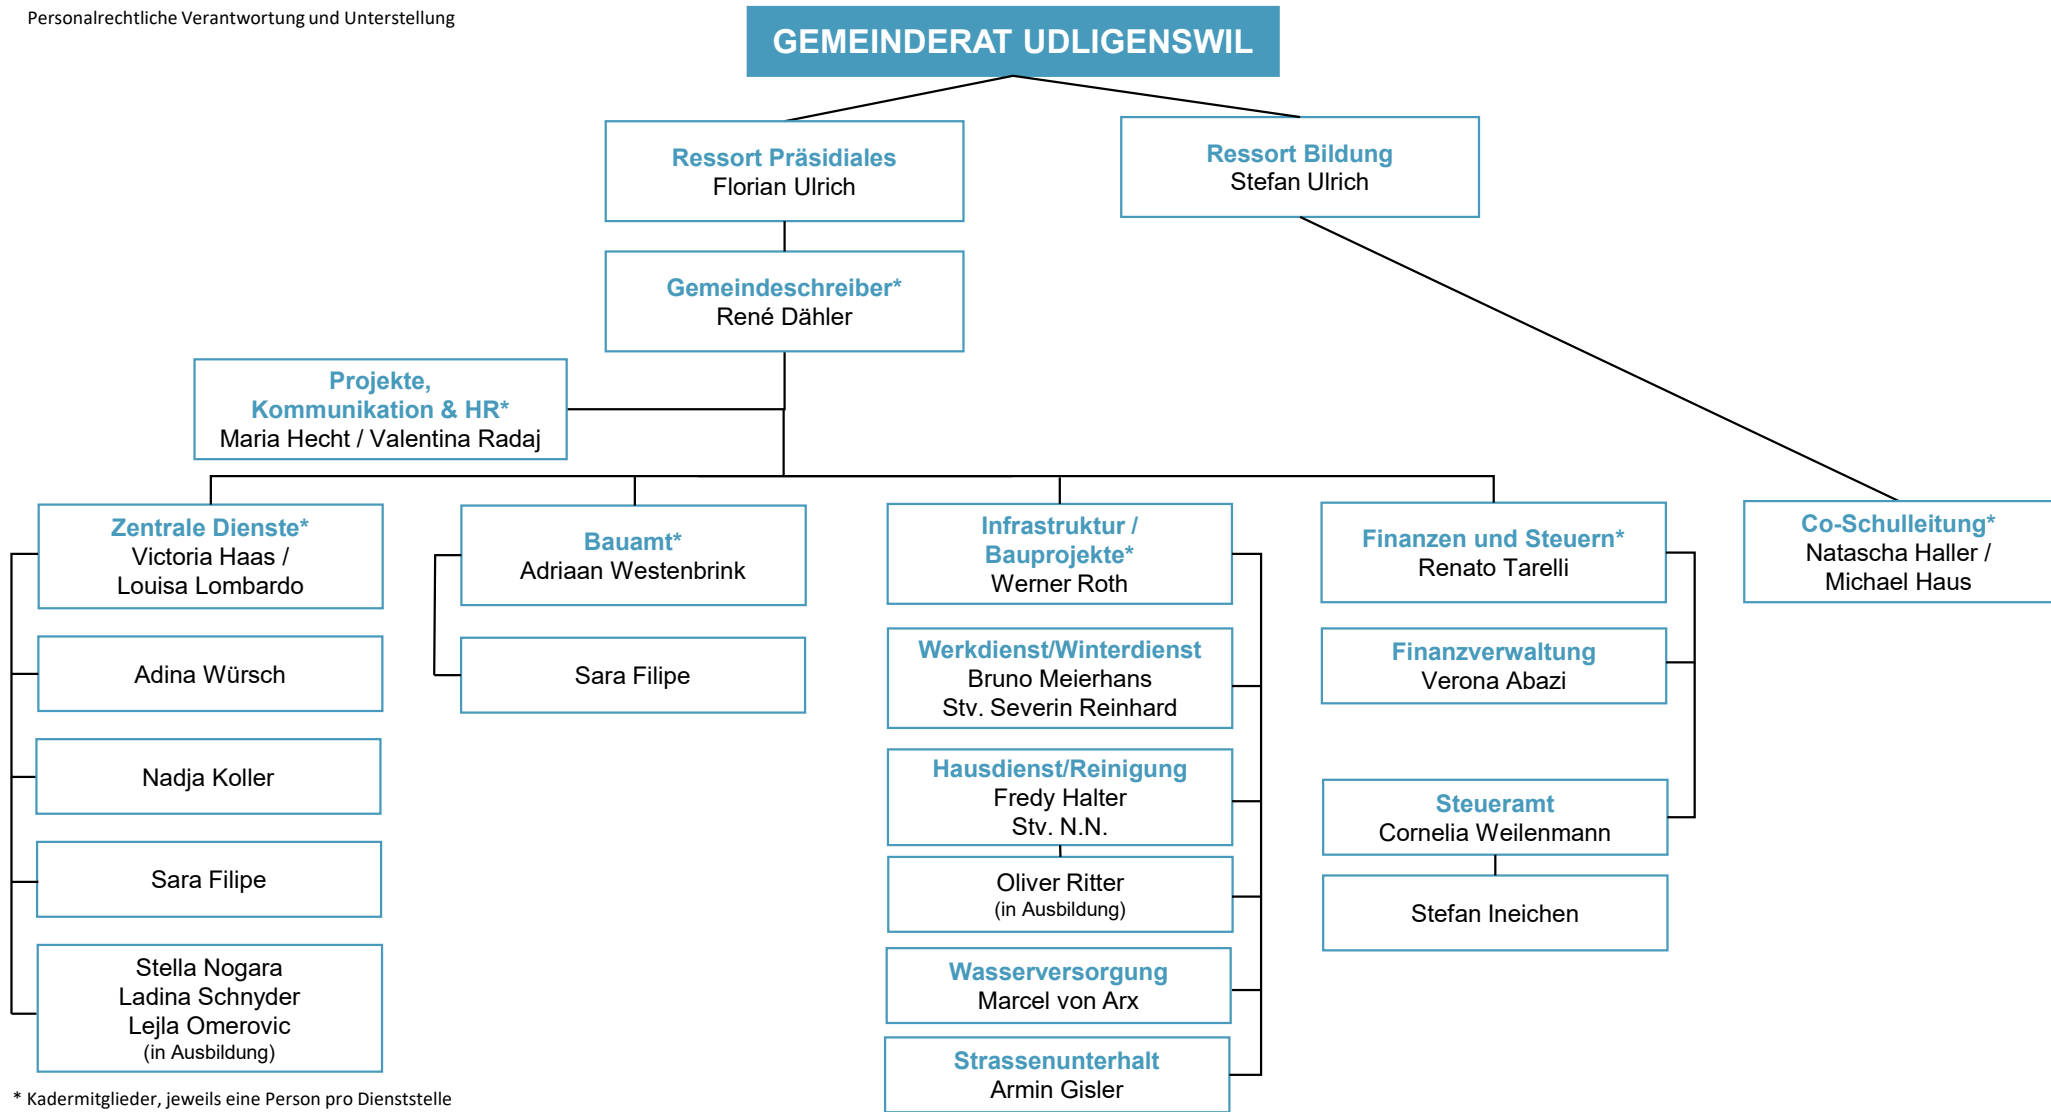 Personalrechtliche Verantwortung und Unterstellung
GEMEINDERAT UDLIGENSWIL
Ressort Präsidiales
Florian Ulrich
Ressort Bildung
Stefan Ulrich
Gemeindeschreiber*
René Dähler
Projekte,
Kommunikation & HR*
Maria Hecht / Valentina Radaj
Zentrale Dienste*
Victoria Haas /
Louisa Lombardo
Adina Würsch
Nadja Koller
Sara Filipe
Stella Nogara
Ladina Schnyder
Lejla Omerovic
(in Ausbildung)
Bauamt*
Adriaan Westenbrink
Sara Filipe
Infrastruktur /
Bauprojekte*
Werner Roth
Werkdienst/Winterdienst
Bruno Meierhans
Stv. Severin Reinhard
Hausdienst/Reinigung
Fredy Halter
Stv. N.N.
Oliver Ritter
(in Ausbildung)
Wasserversorgung
Marcel von Arx
Strassenunterhalt
Armin Gisler
Finanzen und Steuern*
Renato Tarelli
Finanzverwaltung
Verona Abazi
Steueramt
Cornelia Weilenmann
Stefan Ineichen
Co-Schulleitung*
Natascha Haller /
Michael Haus
* Kadermitglieder, jeweils eine Person pro Dienststelle